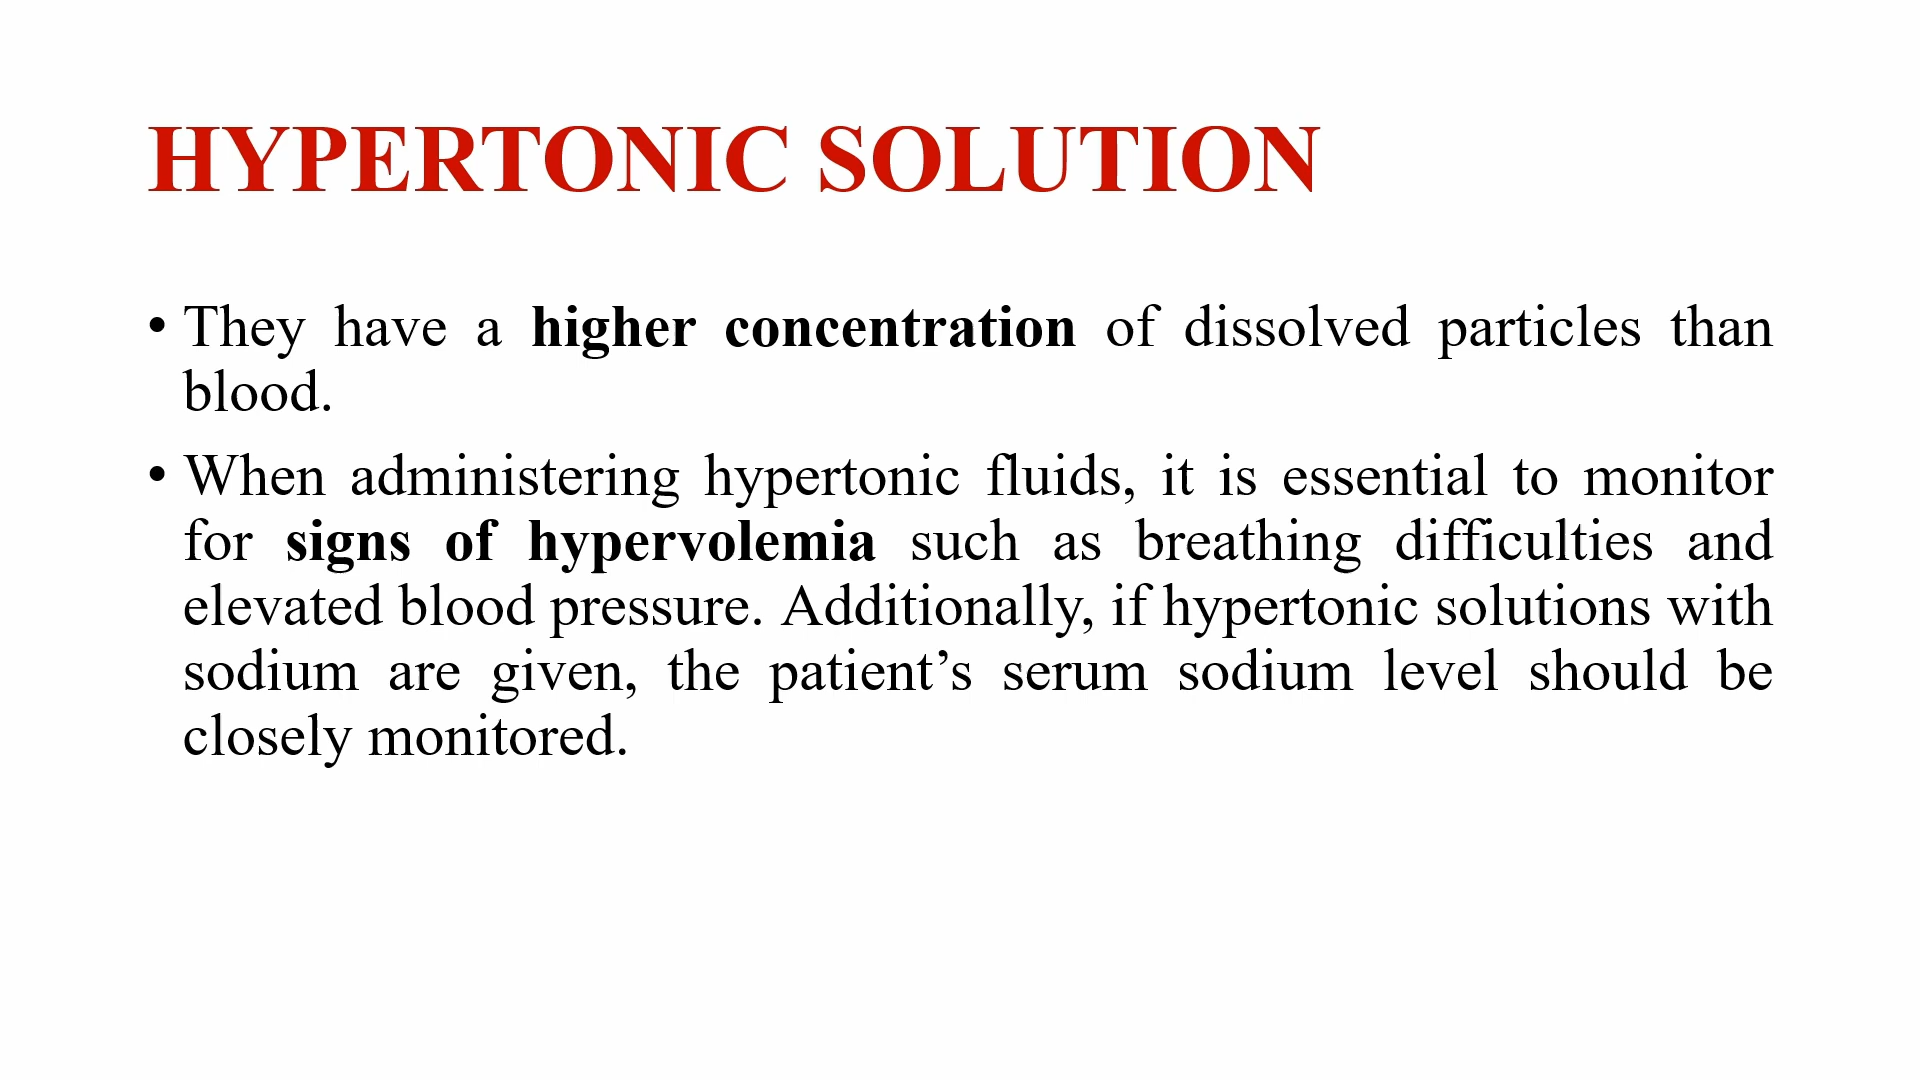 HYPERTONIC SOLUTION
• They have a higher concentration of dissolved particles than
blood.
• When administering hypertonic fluids, it is essential to monitor
for signs of hypervolemia such as breathing difficulties and
elevated blood pressure. Additionally, if hypertonic solutions with
sodium are given, the patient’s serum sodium level should be
closely monitored.